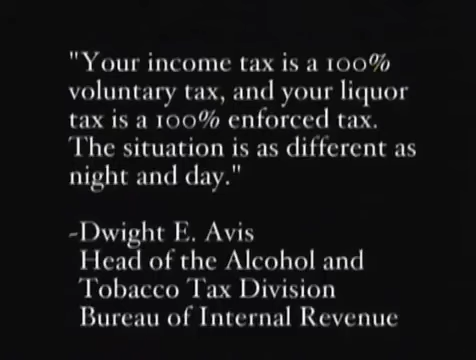 "Your income tax is a 100%
voluntary tax, and your liquor
tax is a 100% enforced tax.
The situation is as different as
night and day."
-Dwight E. Avis
Head of the Alcohol and
Tobacco Tax Division
Bureau of Internal Revenue